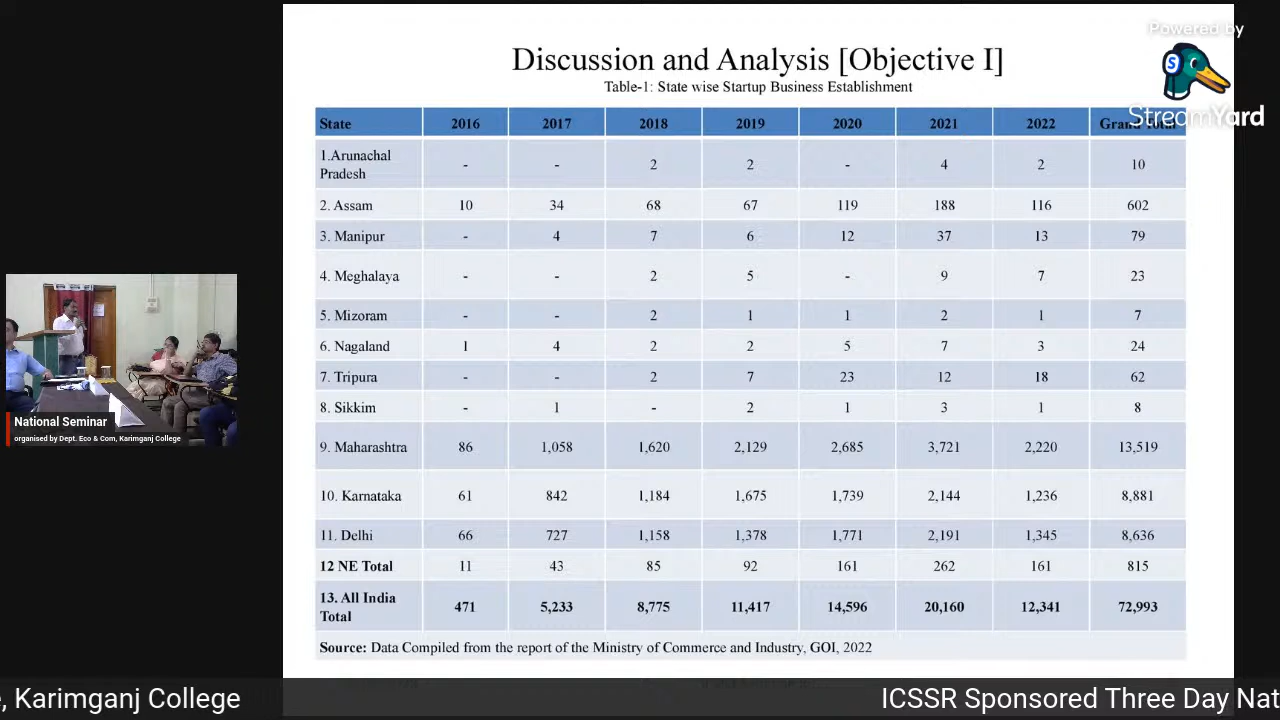 Powered by
StreamYard
Discussion and Analysis [Objective I]
Table-1: State wise Startup Business Establishment
State 2016 2017 2018 2019 2020 2021 2022 Grand Total
1.Arunachal Pradesh - - 2 2 - 4 2 10
2. Assam 10 34 68 67 119 188 116 602
3. Manipur - 4 7 6 12 37 13 79
4. Meghalaya - - 2 5 - 9 7 23
5. Mizoram - - 2 1 1 2 1 7
6. Nagaland 1 4 2 2 5 7 3 24
7. Tripura - - 2 7 23 12 18 62
8. Sikkim - 1 - 2 1 3 1 8
9. Maharashtra 86 1,058 1,620 2,129 2,685 3,721 2,220 13,519
10. Karnataka 61 842 1,184 1,675 1,739 2,144 1,236 8,881
11. Delhi 66 727 1,158 1,378 1,771 2,191 1,345 8,636
12 NE Total 11 43 85 92 161 262 161 815
13. All India Total 471 5,233 8,775 11,417 14,596 20,160 12,341 72,993
Source: Data Compiled from the report of the Ministry of Commerce and Industry, GOI, 2022
National Seminar
organised by Dept. Eco & Com, Karimganj College
, Karimganj College
ICSSR Sponsored Three Day Nat